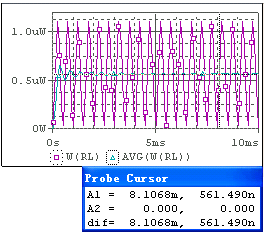 1.0uW
0.5uW
0W
0s 5ms 10ms
W(RL) AVG(W(RL))
Probe Cursor
A1 = 8.1068m, 561.490n
A2 = 0.000, 0.000
dif= 8.1068m, 561.490n